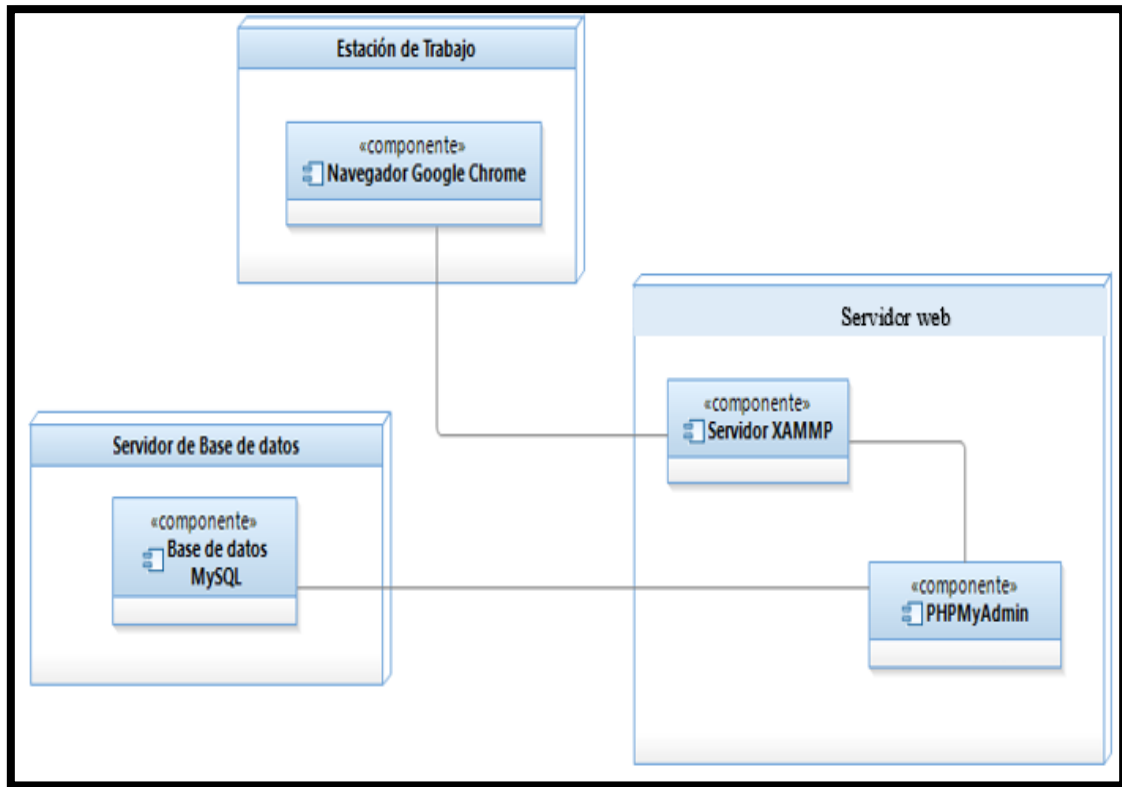 Estación de Trabajo
«componente»
Navegador Google Chrome
Servidor web
«componente»
Servidor XAMMP
Servidor de Base de datos
«componente»
Base de datos
MySQL
«componente»
PHPMyAdmin